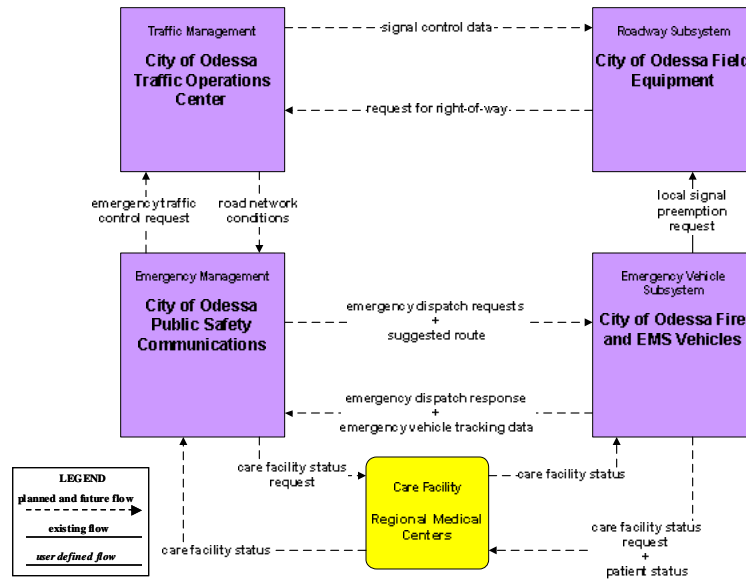 Traffic Management
City of Odessa
Traffic Operations
Center
signal control data
Roadway Subsystem
City of Odessa Field
Equipment
request for right-of-way
emergency traffic
control request
road network
conditions
local signal
preemption
request
Emergency Management
City of Odessa
Public Safety
Communications
emergency dispatch requests
+
suggested route
Emergency Vehicle
Subsystem
City of Odessa Fire
and EMS Vehicles
emergency dispatch response
+
emergency vehicle tracking data
care facility status
request
Care Facility
Regional Medical
Centers
care facility status
care facility status
care facility status
request
+
patient status
LEGEND
planned and future flow
existing flow
user defined flow